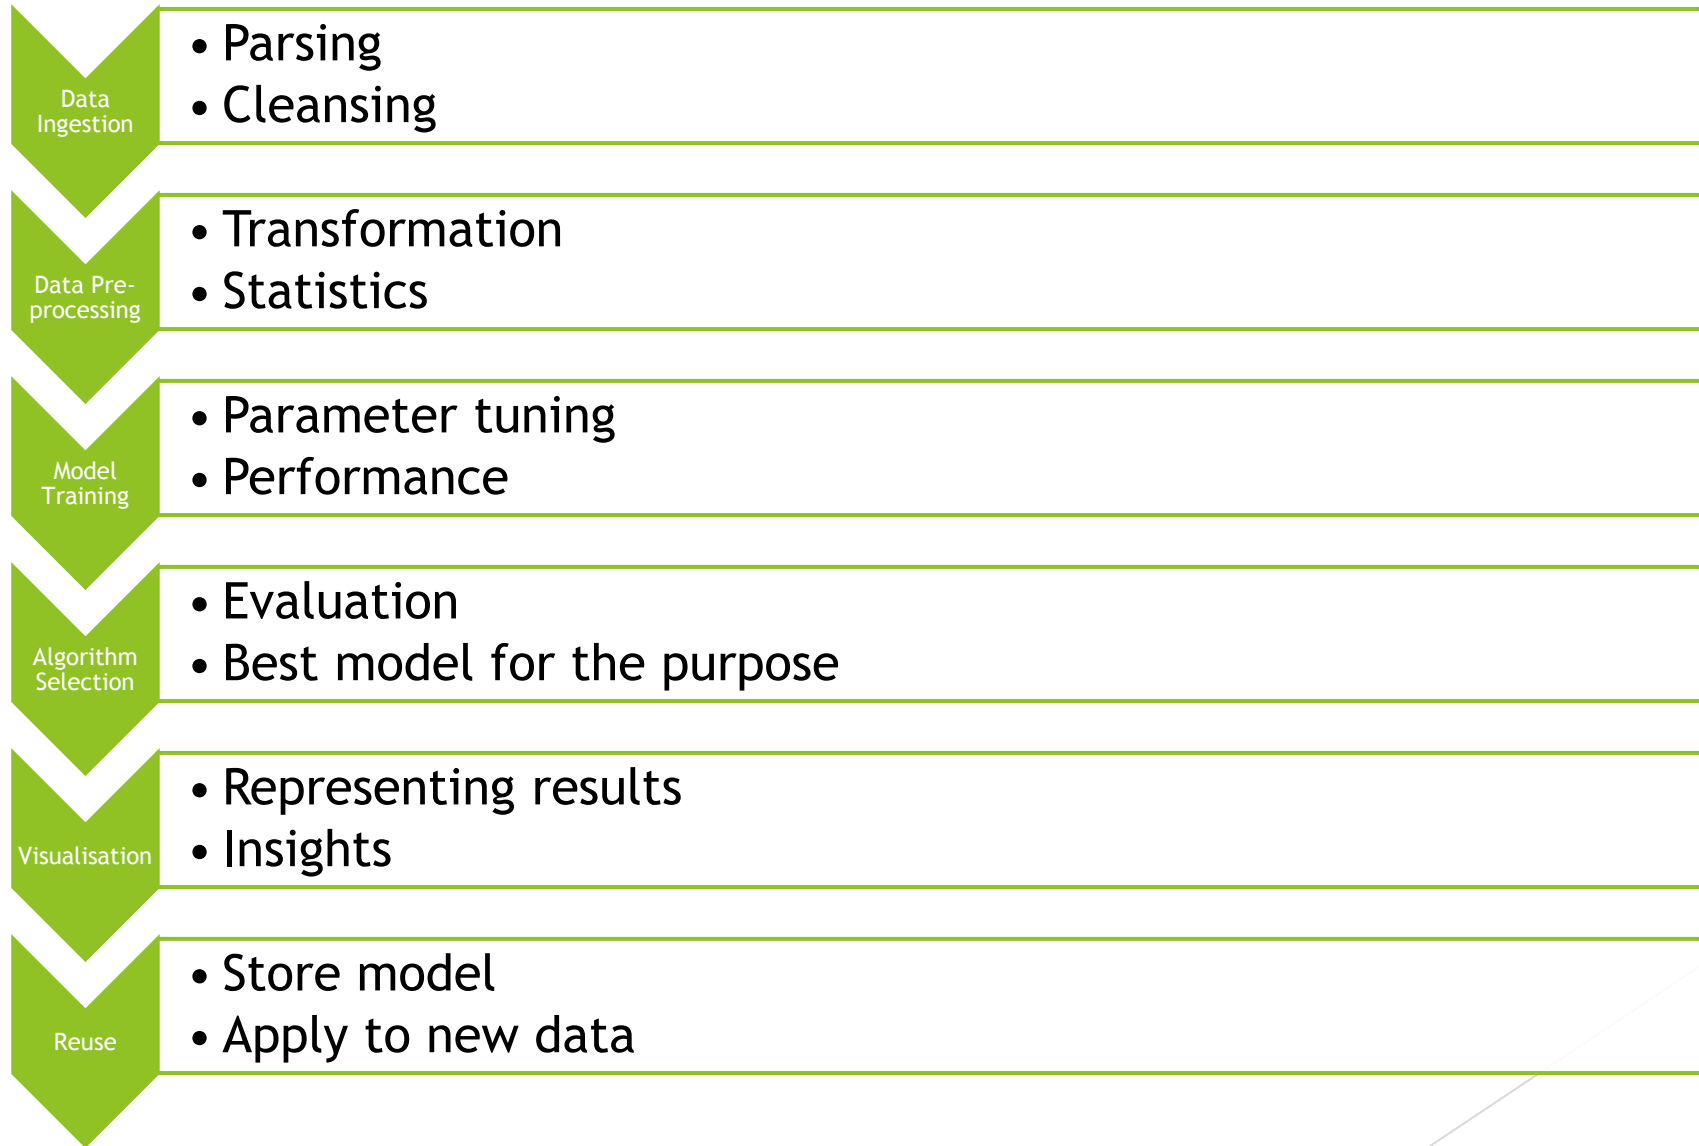 Data
Ingestion
• Parsing
• Cleansing
Data Pre-
processing
• Transformation
• Statistics
Model
Training
• Parameter tuning
• Performance
Algorithm
Selection
• Evaluation
• Best model for the purpose
Visualisation
• Representing results
• Insights
Reuse
• Store model
• Apply to new data